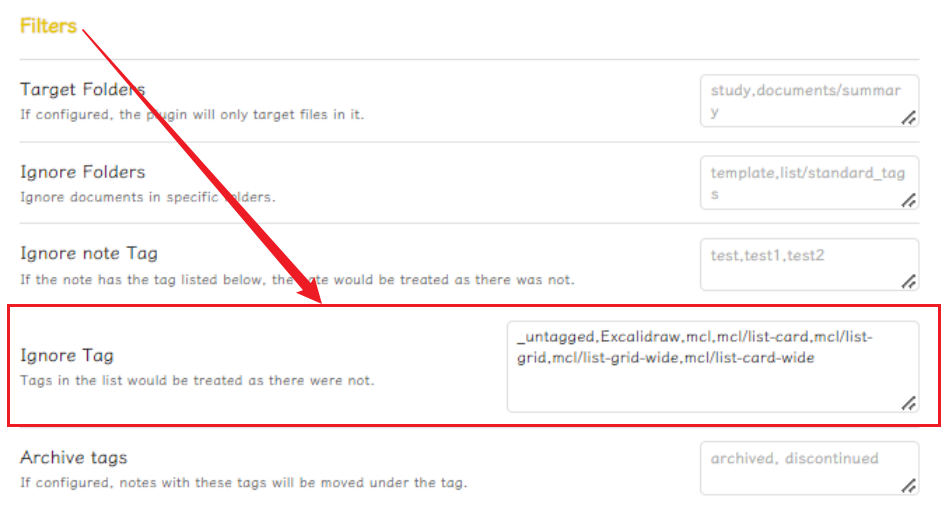 Filters
Target Folders
If configured, the plugin will only target files in it.
study,documents/summar
y
Ignore Folders
Ignore documents in specific folders.
template,list/standard_tag
s
Ignore note Tag
If the note has the tag listed below, the note would be treated as there was not.
test,test1,test2
Ignore Tag
Tags in the list would be treated as there were not.
_untagged,Excalidraw,mcl,mcl/list-card,mcl/list-
grid,mcl/list-grid-wide,mcl/list-card-wide
Archive tags
If configured, notes with these tags will be moved under the tag.
archived, discontinued